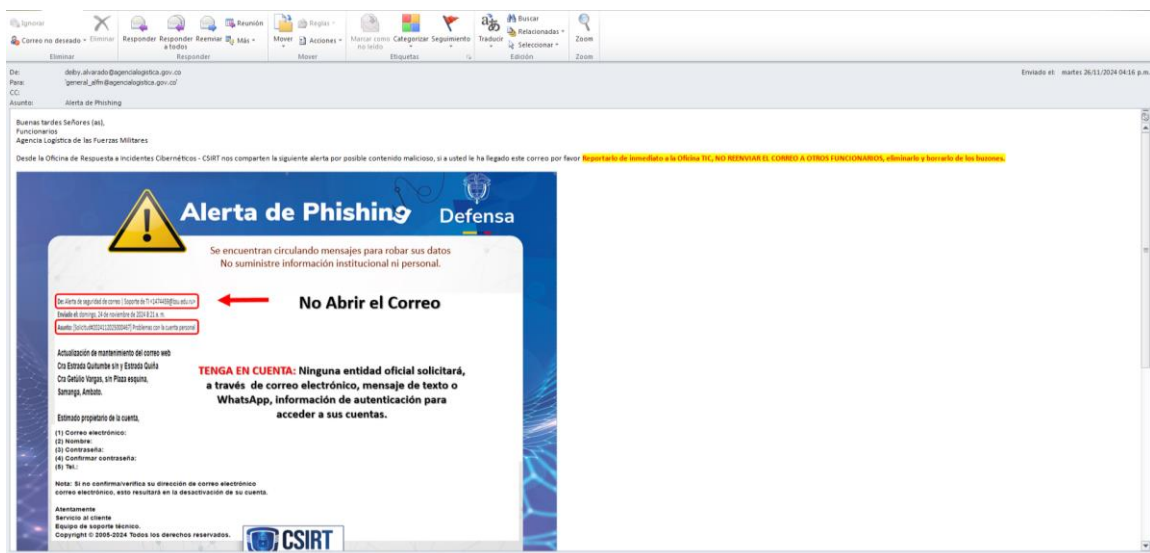 Ignorar
Correo no deseado
Eliminar
Eliminar
Responder
Responder a todos
Reenviar
Reunión
Más
Responder
Mover
Reglas
Acciones
Mover
Marcar como no leído
Categorizar
Seguimiento
Etiquetas
Traducir
Buscar
Relacionadas
Seleccionar
Edición
Zoom
Zoom
De: deiby.alvarado@agencialogistica.gov.co
Enviado el: martes 26/11/2024 04:16 p.m.
Para: 'general_alfm@agencialogistica.gov.co'
CC:
Asunto: Alerta de Phishing
Buenas tardes Señores (as),
Funcionarios
Agencia Logística de las Fuerzas Militares
Desde la Oficina de Respuesta a Incidentes Cibernéticos - CSIRT nos comparten la siguiente alerta por posible contenido malicioso, si a usted le ha llegado este correo por favor Reportarlo de inmediato a la Oficina TIC, NO REENVIAR EL CORREO A OTROS FUNCIONARIOS, eliminarlo y borrarlo de los buzones.
Alerta de Phishing
Defensa
Se encuentran circulando mensajes para robar sus datos
No suministre información institucional ni personal.
De: Alerta de seguridad de correo | Soporte de TI
Enviado el: domingo, 24 de noviembre de 2024 8:21 a. m.
Problemas con la cuenta personal
No Abrir el Correo
Actualización de mantenimiento del correo web
Cra Estrada Quitumbe s/n y Estrada Quiña
Cra Getúlio Vargas, s/n Plaza esquina,
Samanga, Ambato.
TENGA EN CUENTA: Ninguna entidad oficial solicitará,
a través de correo electrónico, mensaje de texto o
WhatsApp, información de autenticación para
acceder a sus cuentas.
Estimado propietario de la cuenta,
(1) Correo electrónico:
(2) Nombre:
(3) Contraseña:
(4) Confirmar contraseña:
(5) Tel.:
Nota: Si no confirma/verifica su dirección de correo electrónico
correo electrónico, esto resultará en la desactivación de su cuenta.
Atentamente
Servicio al cliente
Equipo de soporte técnico.
Copyright © 2005-2024 Todos los derechos reservados.
CSIRT